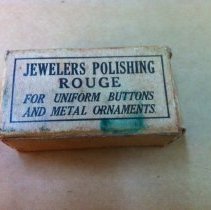 JEWELERS POLISHING
ROUGE
FOR UNIFORM BUTTONS
AND METAL ORNAMENTS